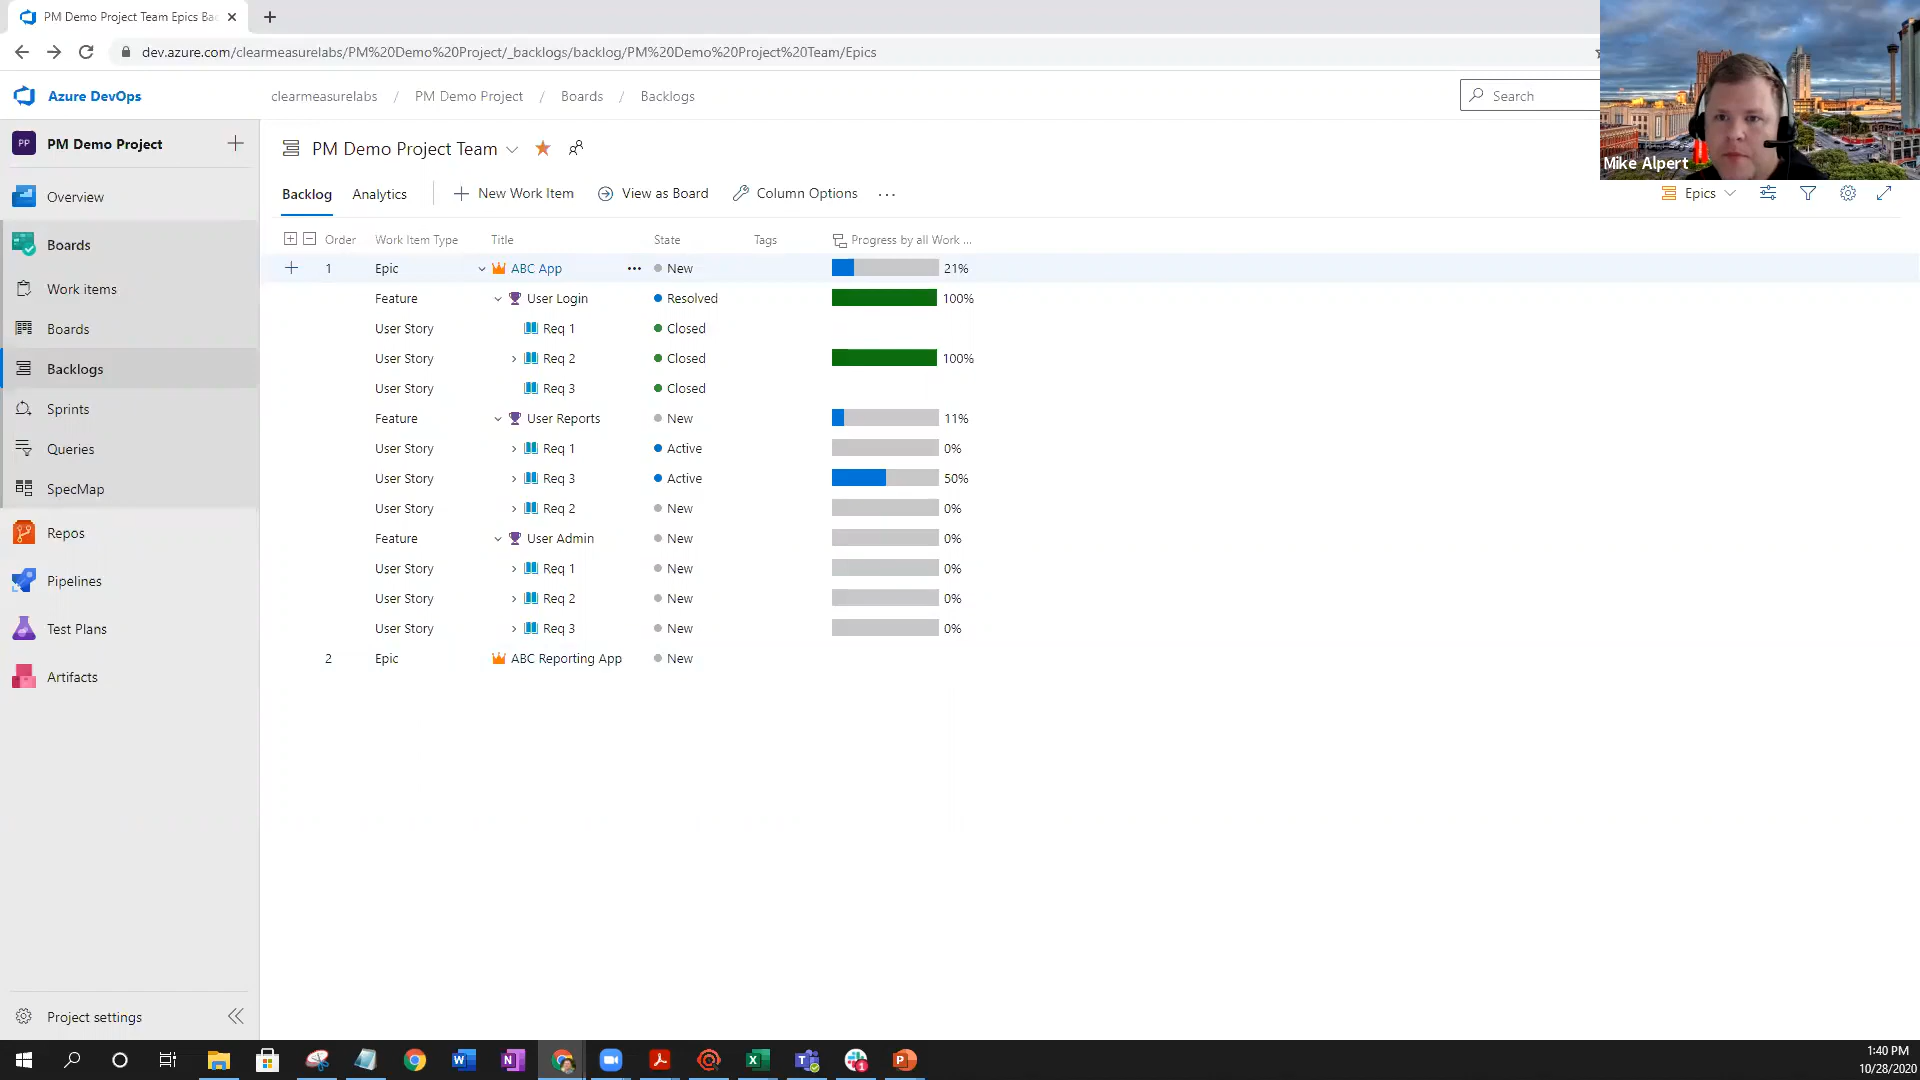 PM Demo Project Team Epics Bac
dev.azure.com/clearmeasurelabs/PM%20Demo%20Project/_backlogs/backlog/PM%20Demo%20Project%20Team/Epics
Azure DevOps
clearmeasurelabs / PM Demo Project / Boards / Backlogs
Search
Mike Alpert
PP PM Demo Project
PM Demo Project Team
Overview
Boards
Work items
Boards
Backlogs
Sprints
Queries
SpecMap
Repos
Pipelines
Test Plans
Artifacts
Project settings
Backlog Analytics New Work Item View as Board Column Options ... Epics
Order Work Item Type Title State Tags Progress by all Work ...
1 Epic ABC App ... New 21%
Feature User Login Resolved 100%
User Story Req 1 Closed
User Story Req 2 Closed 100%
User Story Req 3 Closed
Feature User Reports New 11%
User Story Req 1 Active 0%
User Story Req 3 Active 50%
User Story Req 2 New 0%
Feature User Admin New 0%
User Story Req 1 New 0%
User Story Req 2 New 0%
User Story Req 3 New 0%
2 Epic ABC Reporting App New
1:40 PM
10/28/2020